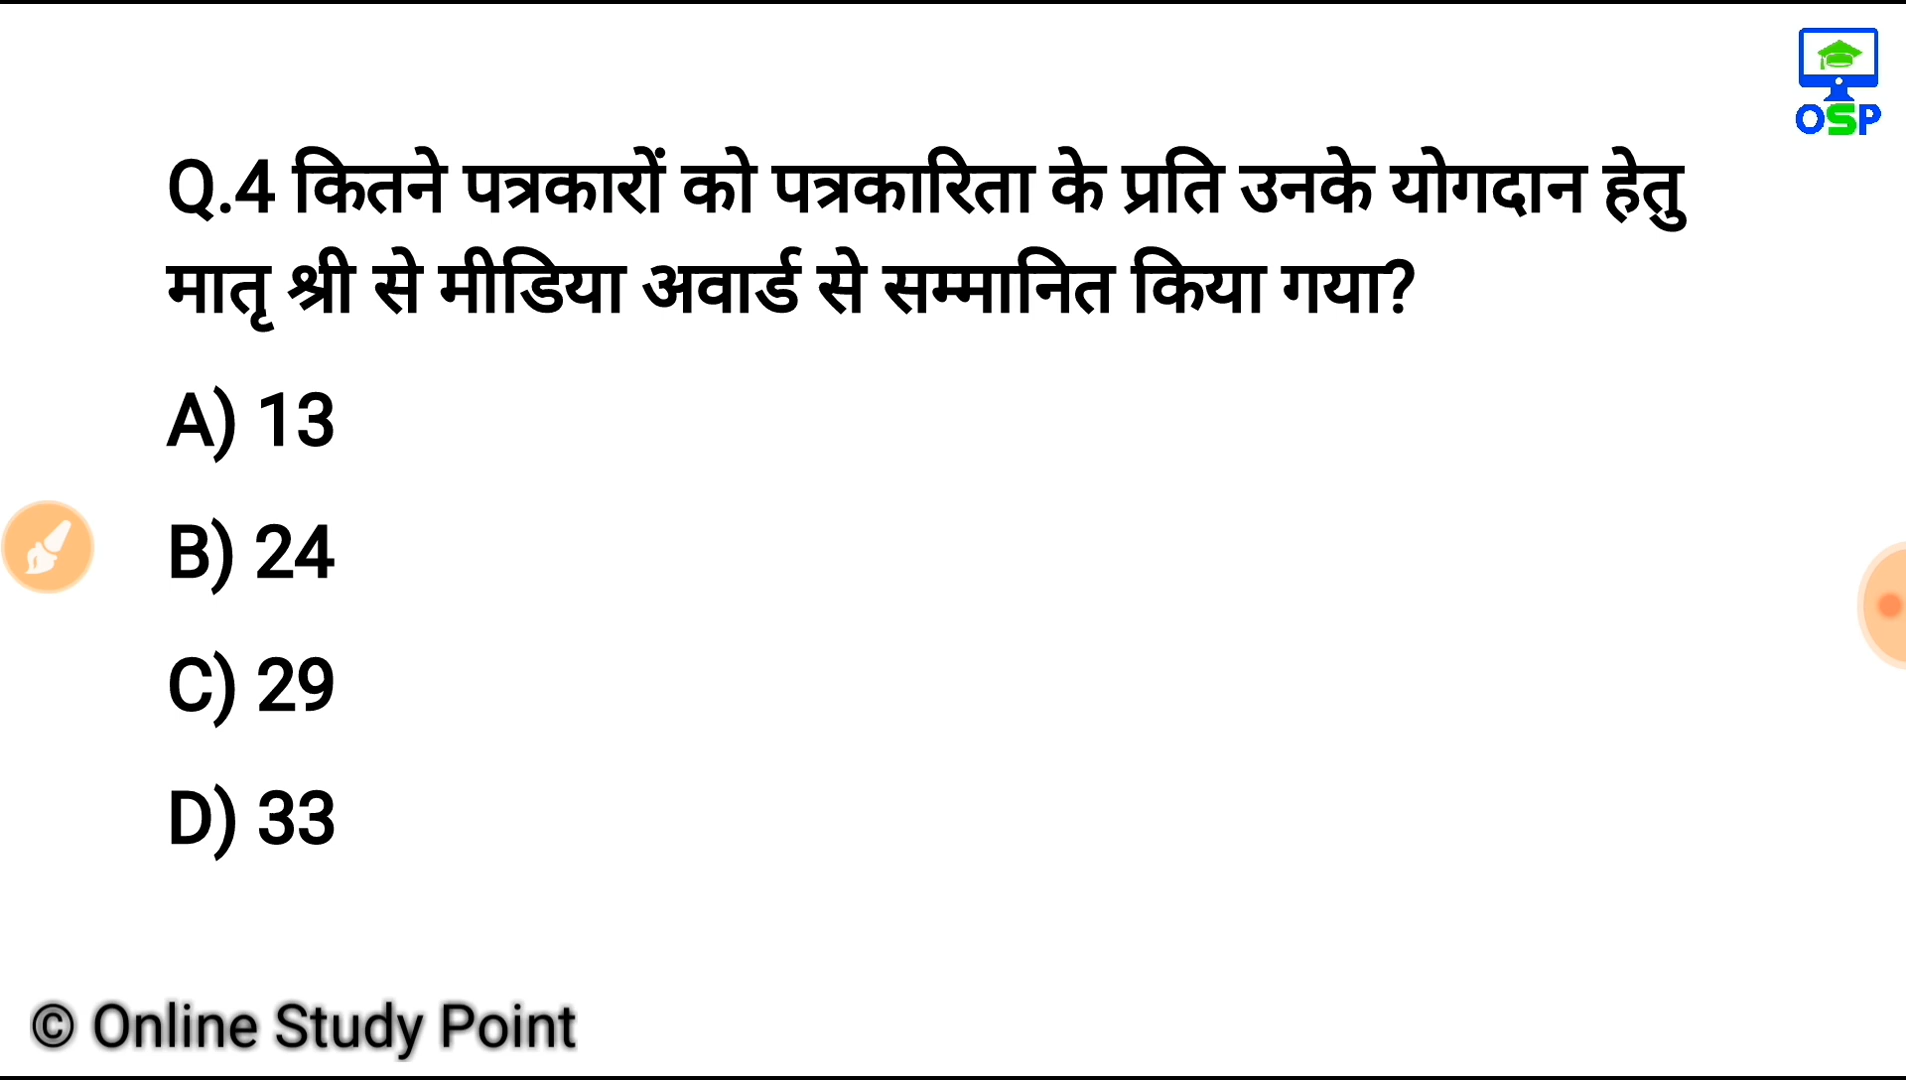 OSP
Q.4 कितने पत्रकारों को पत्रकारिता के प्रति उनके योगदान हेतु
मातृ श्री से मीडिया अवार्ड से सम्मानित किया गया?
A) 13
B) 24
C) 29
D) 33
© Online Study Point